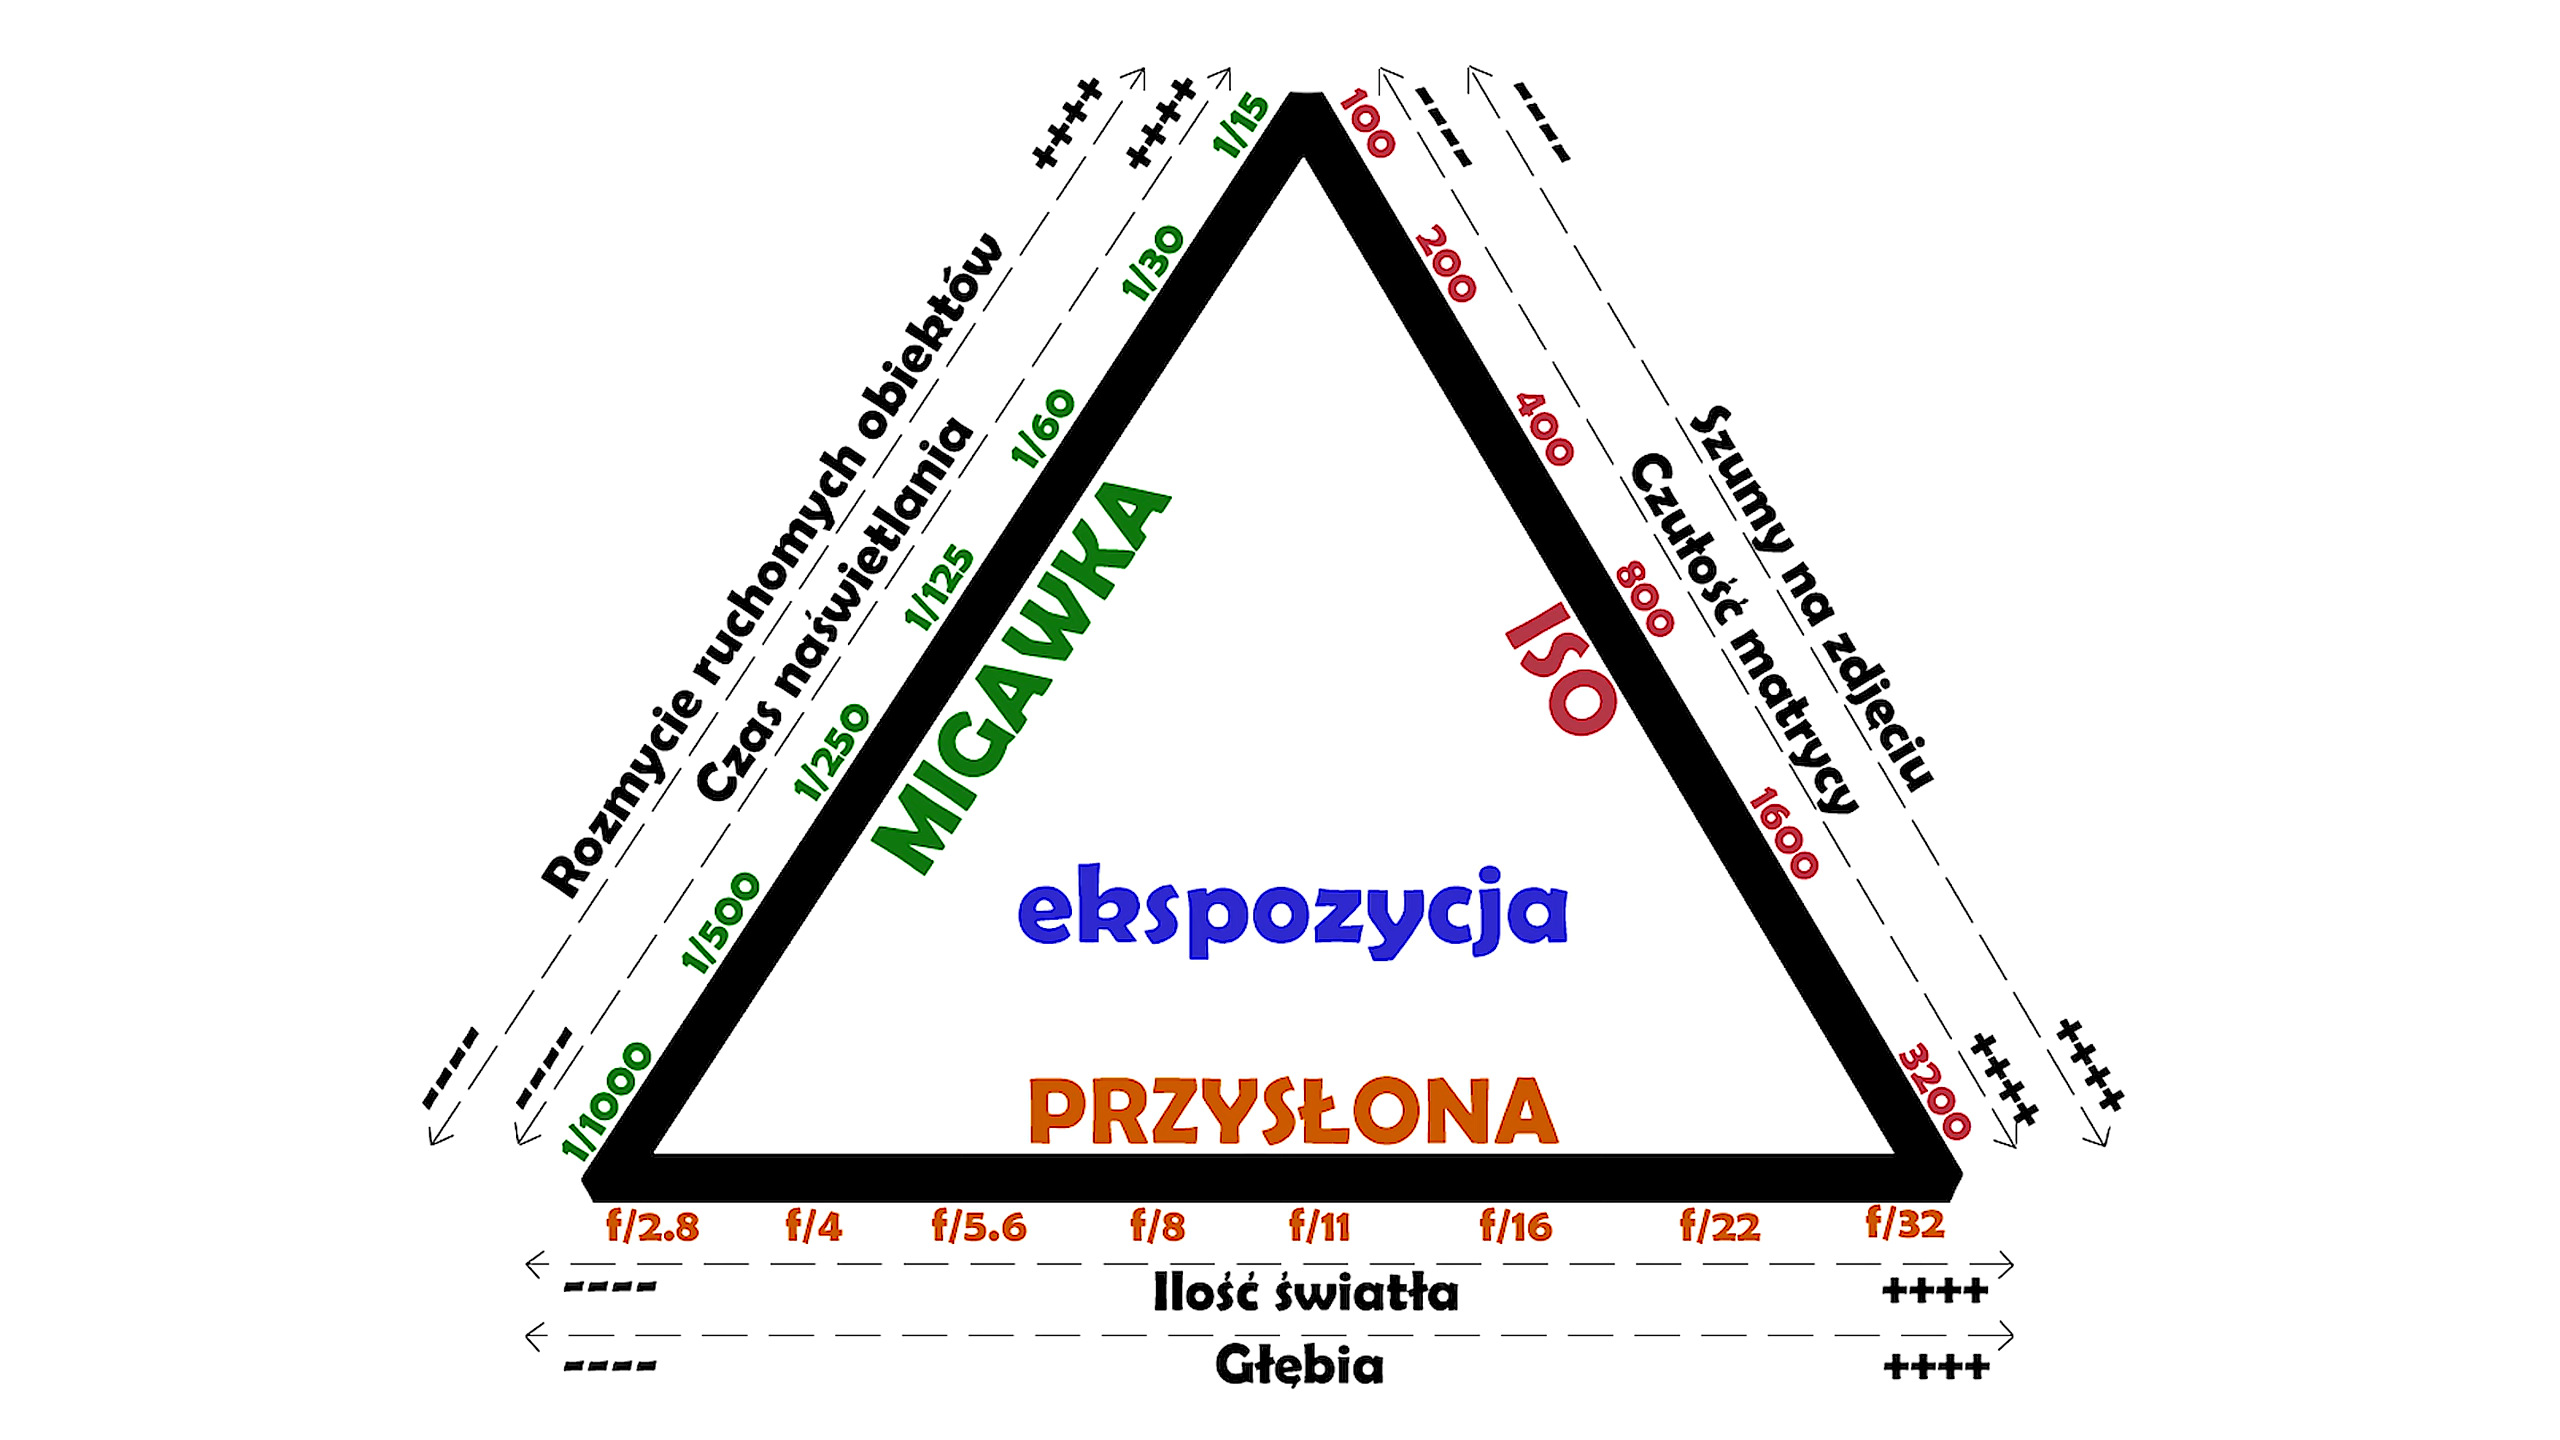 Rozmycie ruchomych obiektów
++++
----
Czas naświetlania
++++
----
1/15
1/30
1/60
1/125
1/250
1/500
1/1000
MIGAWKA
100
200
400
800
1600
3200
ISO
Czułość matrycy
----
++++
Szumy na zdjęciu
----
++++
ekspozycja
PRZYSŁONA
f/2.8 f/4 f/5.6 f/8 f/11 f/16 f/22 f/32
---- Ilość światła ++++
---- Głębia ++++